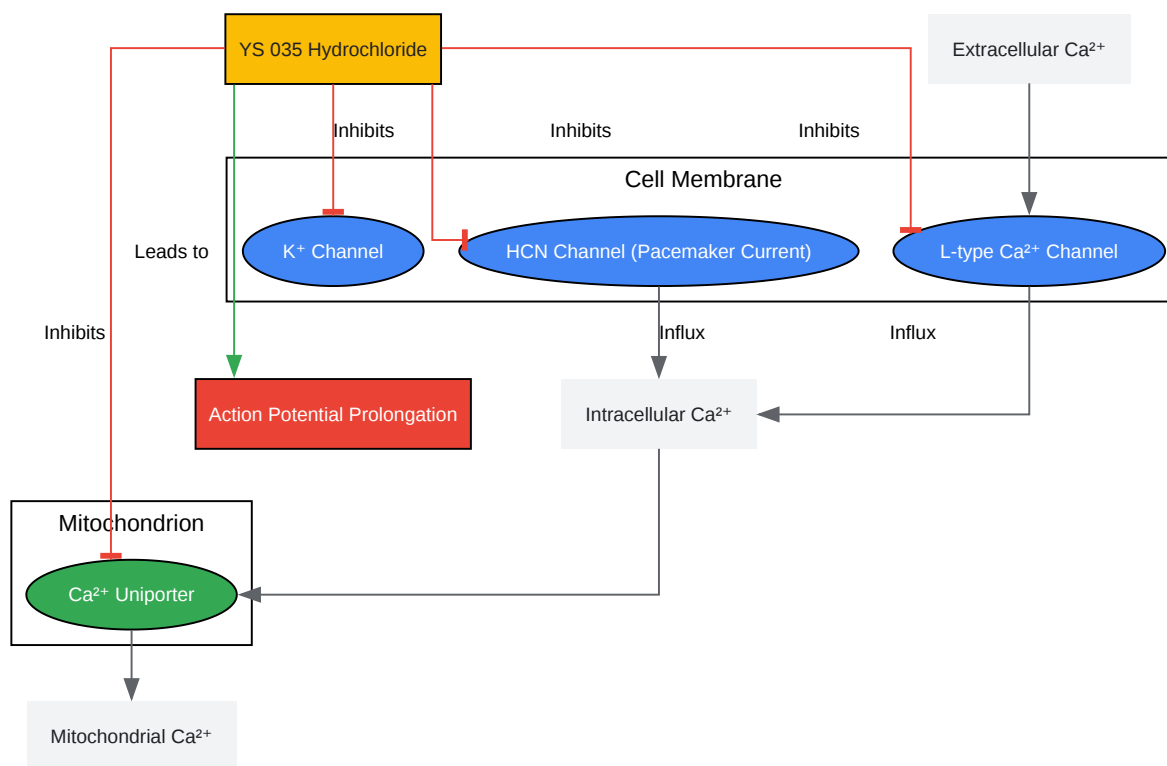 YS 035 Hydrochloride
Extracellular Ca²⁺
Inhibits
Inhibits
Inhibits
Cell Membrane
K⁺ Channel
HCN Channel (Pacemaker Current)
L-type Ca²⁺ Channel
Leads to
Inhibits
Influx
Influx
Action Potential Prolongation
Intracellular Ca²⁺
Mitochondrion
Ca²⁺ Uniporter
Mitochondrial Ca²⁺